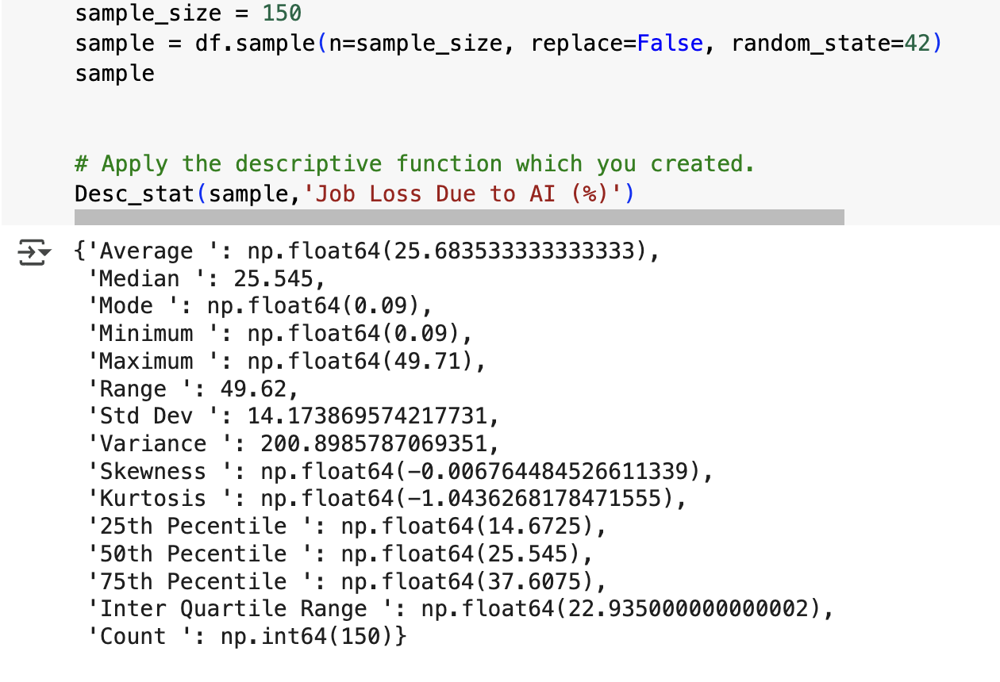 sample_size = 150
sample = df.sample(n=sample_size, replace=False, random_state=42)
sample
# Apply the descriptive function which you created.
Desc_stat(sample,'Job Loss Due to AI (%)')
{'Average ': np.float64(25.683533333333333),
'Median ': 25.545,
'Mode ': np.float64(0.09),
'Minimum ': np.float64(0.09),
'Maximum ': np.float64(49.71),
'Range ': 49.62,
'Std Dev ': 14.173869574217731,
'Variance ': 200.8985787069351,
'Skewness ': np.float64(-0.006764484526611339),
'Kurtosis ': np.float64(-1.0436268178471555),
'25th Pecentile ': np.float64(14.6725),
'50th Pecentile ': np.float64(25.545),
'75th Pecentile ': np.float64(37.6075),
'Inter Quartile Range ': np.float64(22.935000000000002),
'Count ': np.int64(150)}